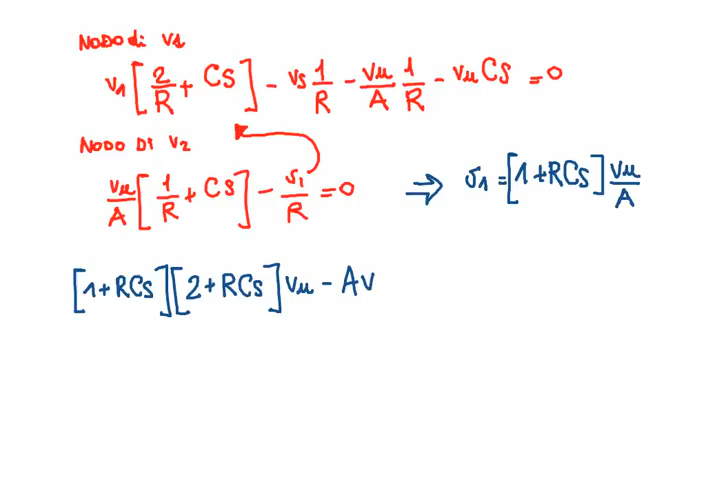 NODO di V1
v1[2/R + CS] - vs 1/R - vu/A 1/R - vu CS = 0
NODO DI V2
vu/A [1/R + CS] - v1/R = 0 ⇒ v1 = [1+RCs] vu/A
[1+RCs][2+RCs]vu - Av